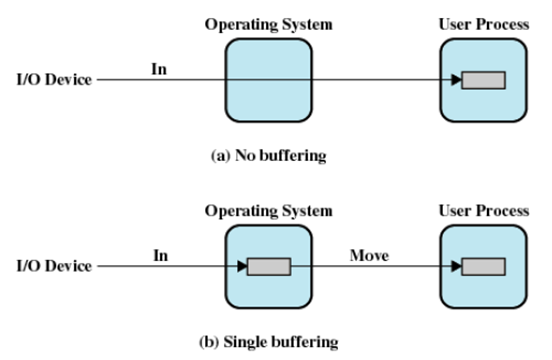 Operating System User Process
In
I/O Device
(a) No buffering
Operating System User Process
In Move
I/O Device
(b) Single buffering